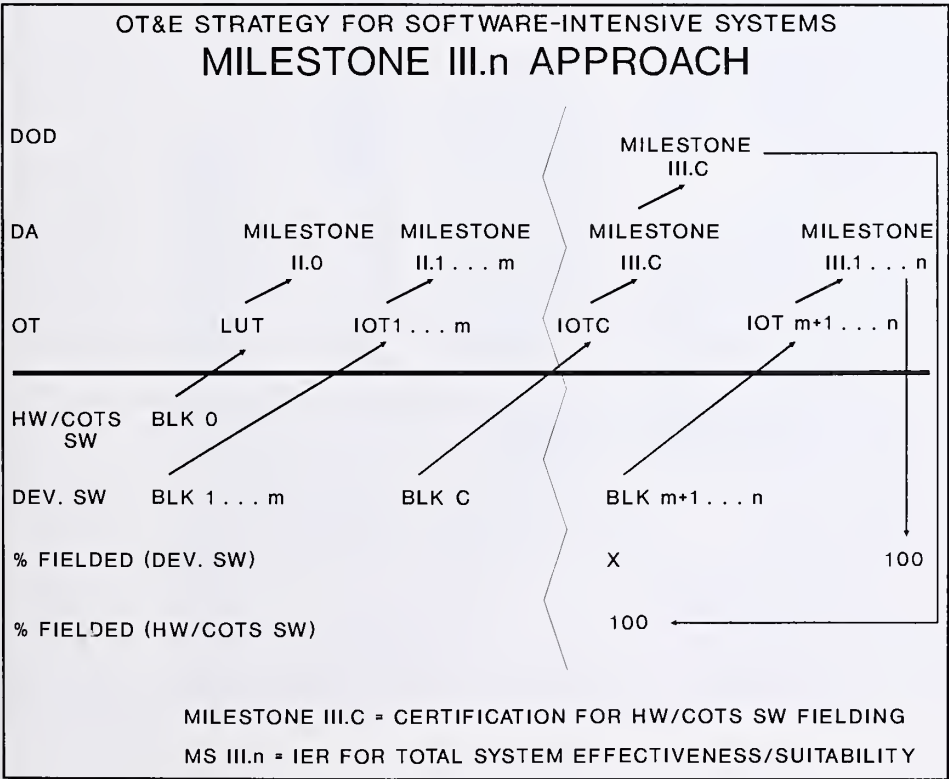 OT&E STRATEGY FOR SOFTWARE-INTENSIVE SYSTEMS
MILESTONE III.n APPROACH
DOD
MILESTONE
III.C
DA
MILESTONE
II.0
MILESTONE
II.1 . . . m
MILESTONE
III.C
MILESTONE
III.1 . . . n
OT
LUT
IOT1 . . . m
IOTC
IOT m+1 . . . n
HW/COTS
SW
BLK 0
DEV. SW
BLK 1 . . . m
BLK C
BLK m+1 . . . n
% FIELDED (DEV. SW)
X
100
% FIELDED (HW/COTS SW)
100
MILESTONE III.C = CERTIFICATION FOR HW/COTS SW FIELDING
MS III.n = IER FOR TOTAL SYSTEM EFFECTIVENESS/SUITABILITY